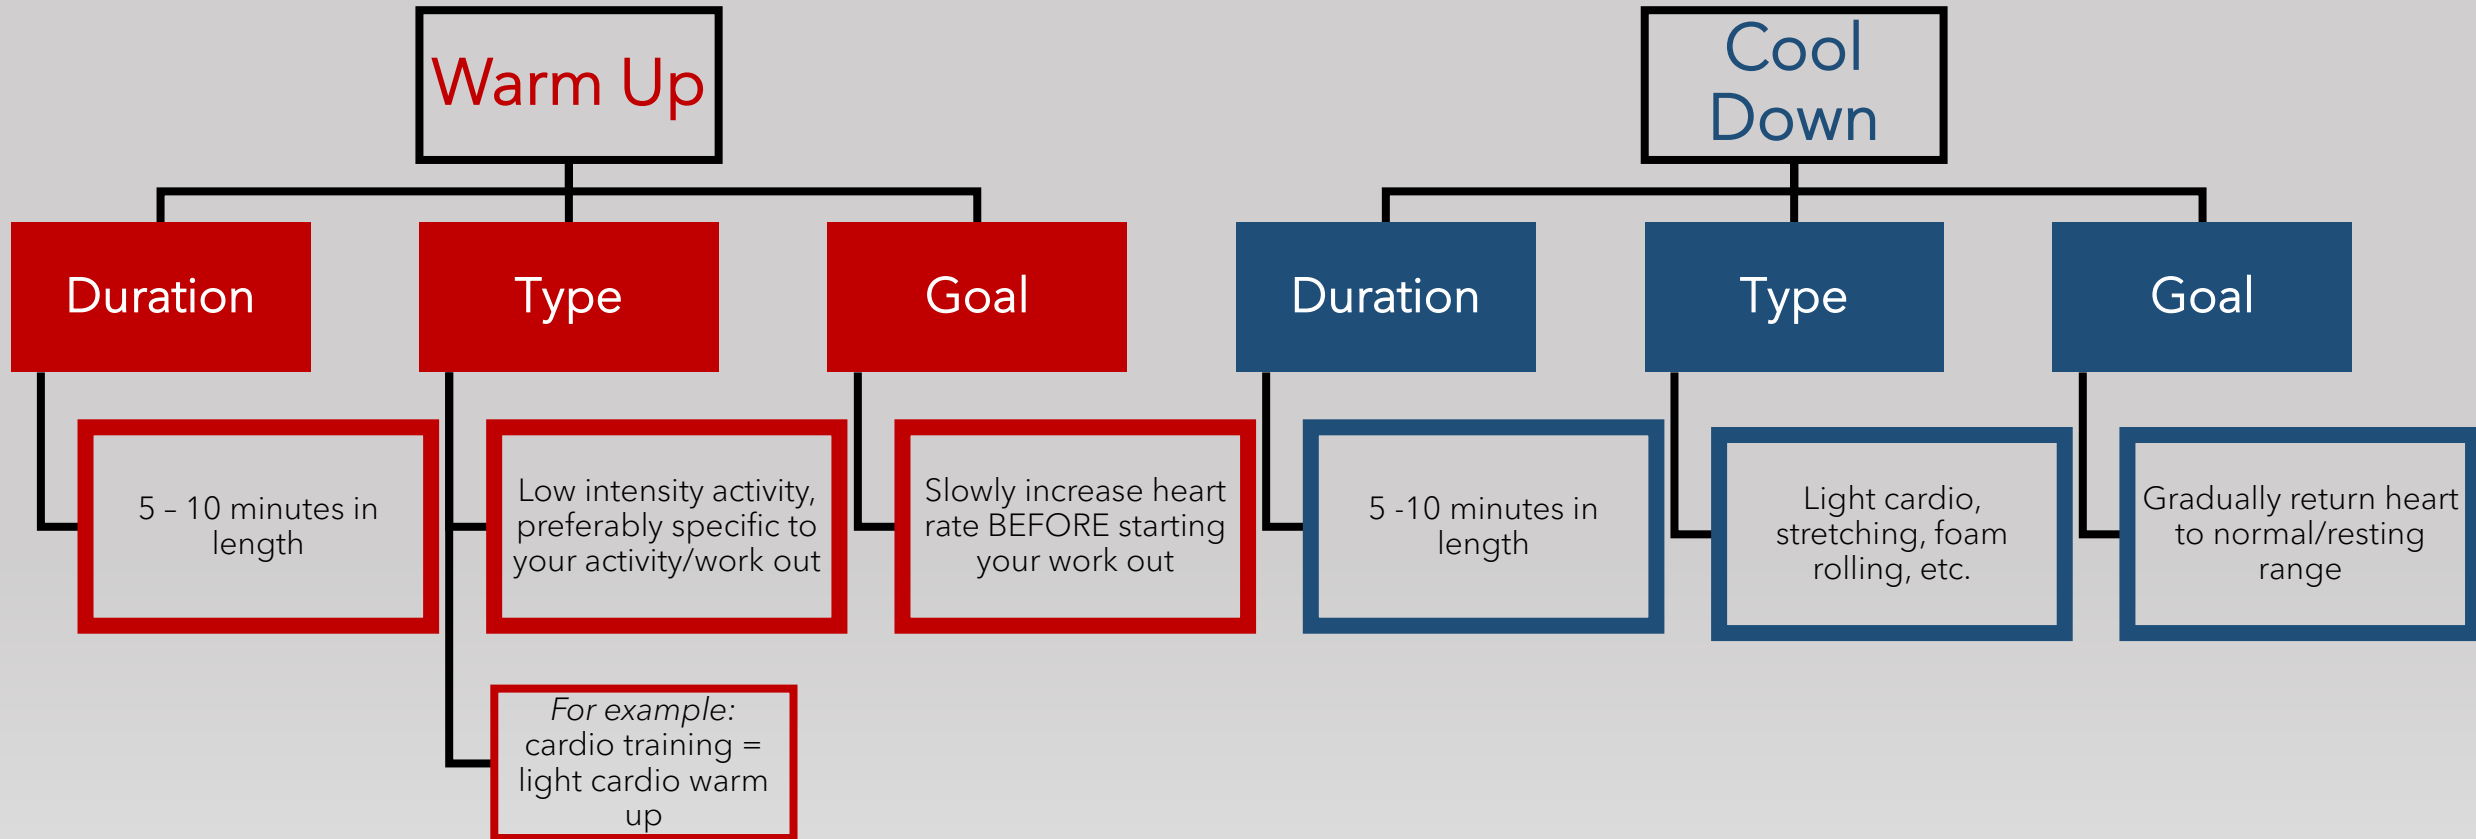 Warm Up
Cool
Down
Duration
Type
Goal
Duration
Type
Goal
5 – 10 minutes in
length
Low intensity activity,
preferably specific to
your activity/work out
Slowly increase heart
rate BEFORE starting
your work out
5 -10 minutes in
length
Light cardio,
stretching, foam
rolling, etc.
Gradually return heart
to normal/resting
range
For example:
cardio training =
light cardio warm
up